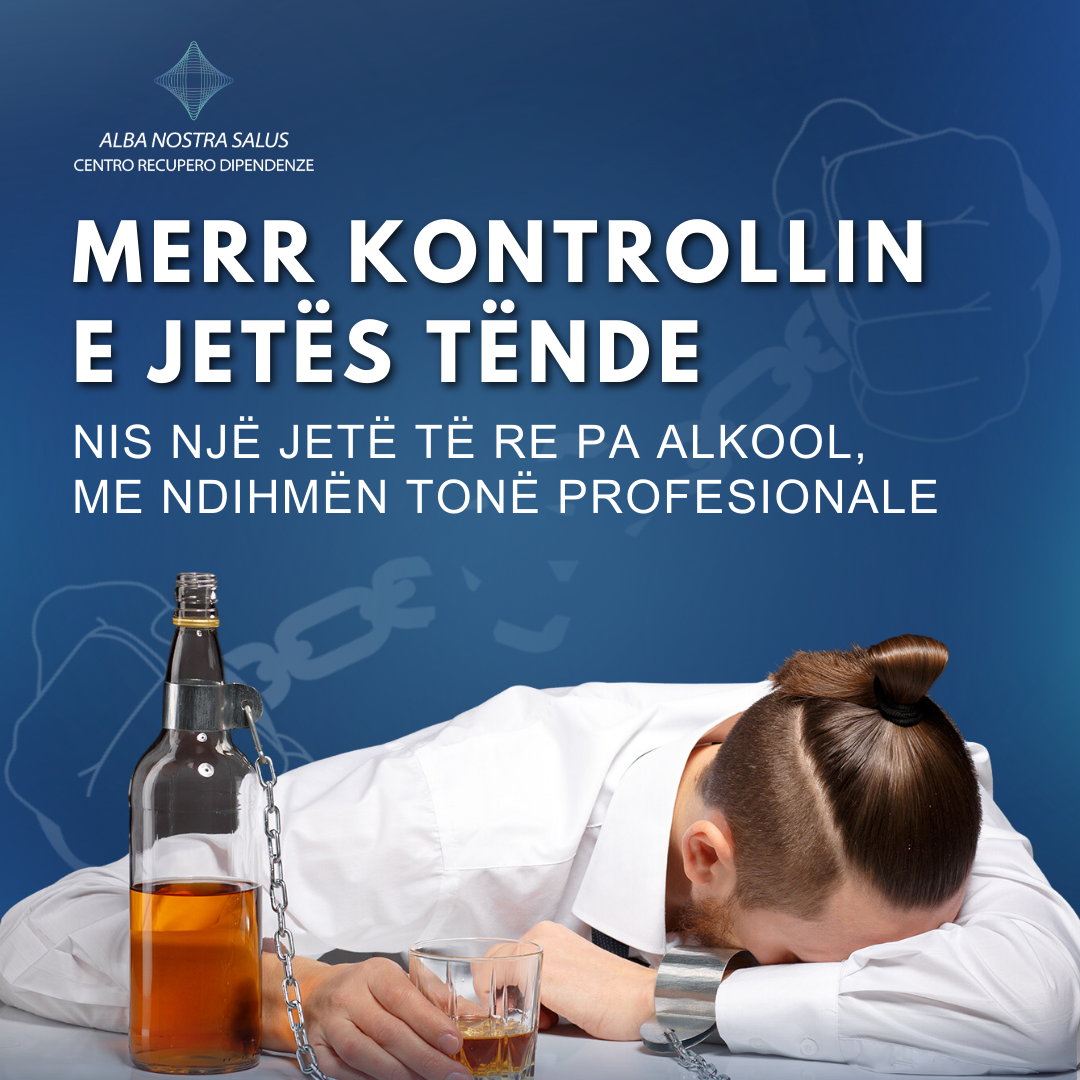 ALBA NOSTRA SALUS
CENTRO RECUPERO DIPENDENZE
MERR KONTROLLIN
E JETËS TËNDE
NIS NJË JETË TË RE PA ALKOOL,
ME NDIHMËN TONË PROFESIONALE